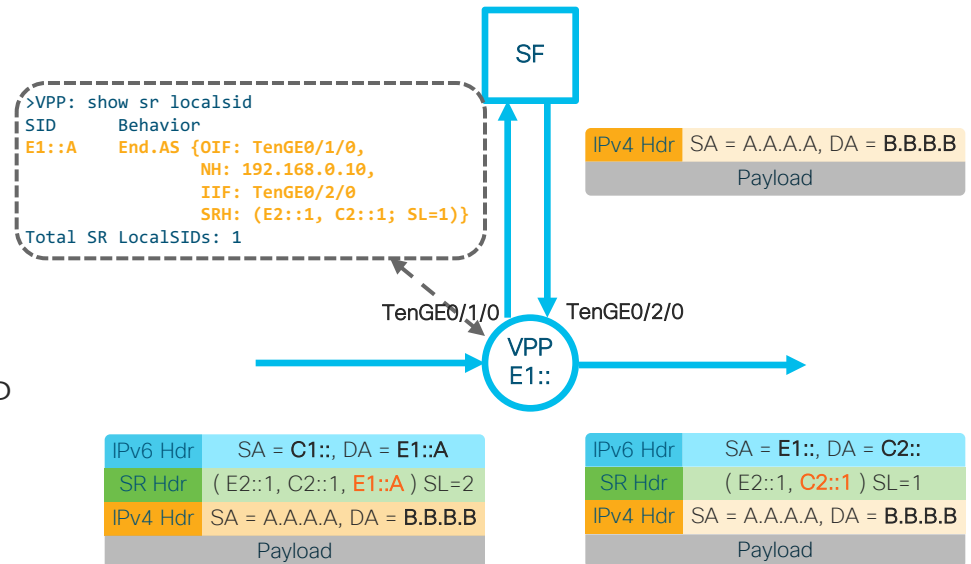 SF
>VPP: show sr localsid
SID Behavior
E1::A End.AS {OIF: TenGE0/1/0,
NH: 192.168.0.10,
IIF: TenGE0/2/0
SRH: (E2::1, C2::1; SL=1)}
Total SR LocalSIDs: 1
IPv4 Hdr SA = A.A.A.A, DA = B.B.B.B
Payload
TenGE0/1/0
TenGE0/2/0
VPP
E1::
D
IPv6 Hdr SA = C1::, DA = E1::A
SR Hdr ( E2::1, C2::1, E1::A ) SL=2
IPv4 Hdr SA = A.A.A.A, DA = B.B.B.B
Payload
IPv6 Hdr SA = E1::, DA = C2::
SR Hdr ( E2::1, C2::1 ) SL=1
IPv4 Hdr SA = A.A.A.A, DA = B.B.B.B
Payload